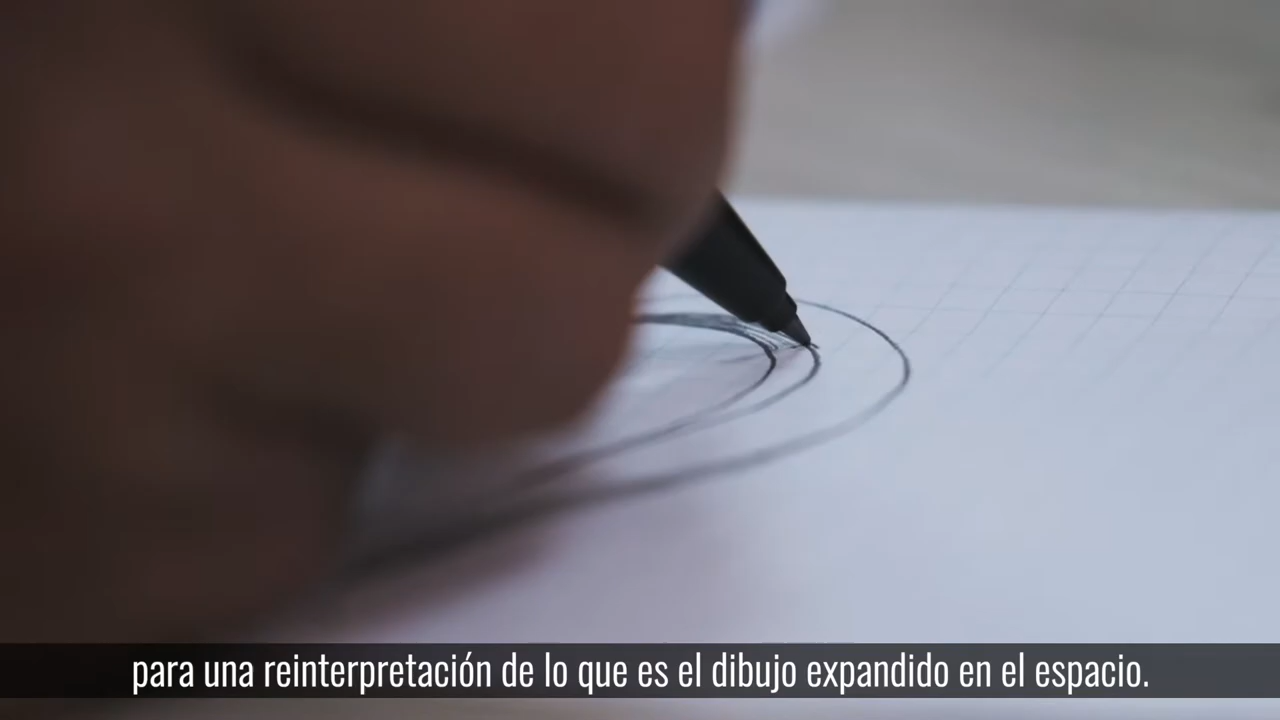 para una reinterpretación de lo que es el dibujo expandido en el espacio.